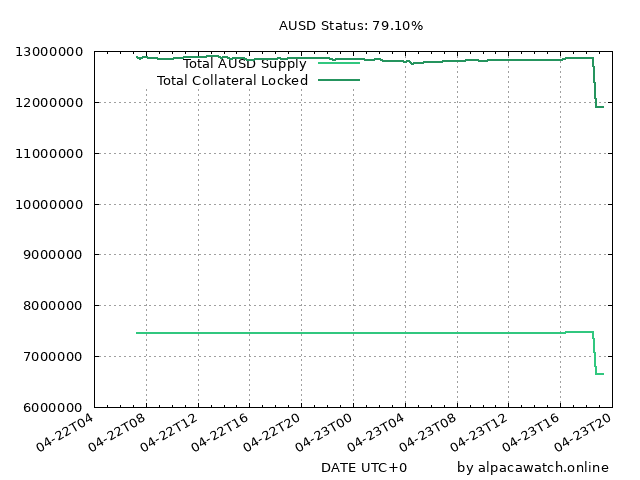 AUSD Status: 79.10%
13000000
Total AUSD Supply
Total Collateral Locked
12000000
11000000
10000000
9000000
8000000
7000000
6000000
04-22T04
04-22T08
04-22T12
04-22T16
04-22T20
04-23T00
04-23T04
04-23T08
04-23T12
04-23T16
04-23T20
DATE UTC+0
by alpacawatch.online